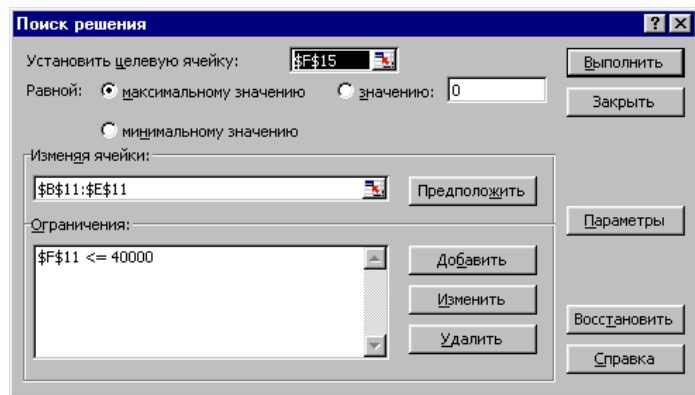 Поиск решения
Установить целевую ячейку: $F$15 Выполнить
Равной: максимальному значению значению: 0 Закрыть
минимальному значению
Изменяя ячейки:
$B$11:$E$11 Предположить
Параметры
Ограничения:
$F$11 <= 40000 Добавить
Изменить
Восстановить
Удалить
Справка